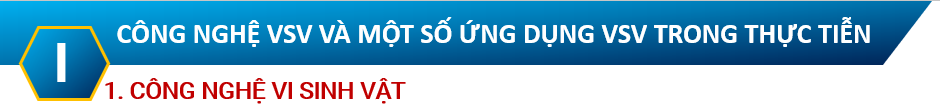 I
CÔNG NGHỆ VSV VÀ MỘT SỐ ỨNG DỤNG VSV TRONG THỰC TIỄN
1. CÔNG NGHỆ VI SINH VẬT